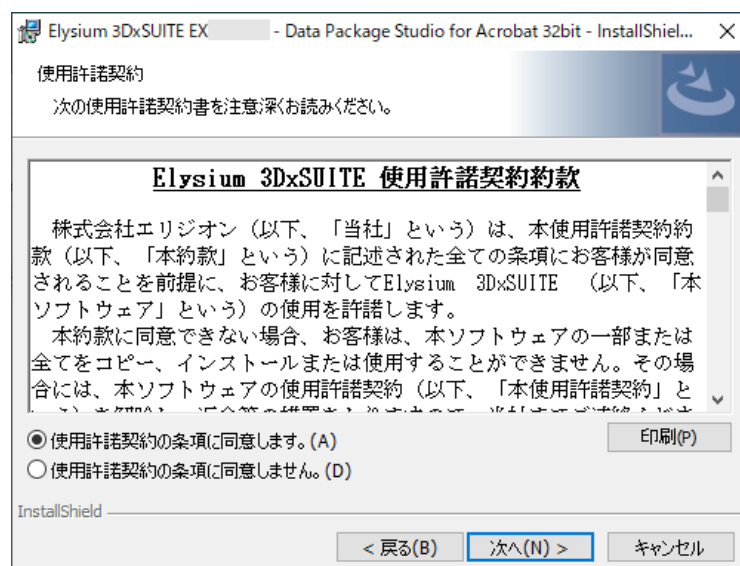 Elysium 3DxSUITE EX - Data Package Studio for Acrobat 32bit - InstallShiel...
使用許諾契約
次の使用許諾契約書を注意深くお読みください。
Elysium 3DxSUITE 使用許諾契約約款
株式会社エリジオン（以下、「当社」という）は、本使用許諾契約約
款（以下、「本約款」という）に記述された全ての条項にお客様が同意
されることを前提に、お客様に対してElysium 3DxSUITE （以下、「本
ソフトウェア」という）の使用を許諾します。
本約款に同意できない場合、お客様は、本ソフトウェアの一部または
全てをコピー、インストールまたは使用することができません。その場
合には、本ソフトウェアの使用許諾契約（以下、「本使用許諾契約」と
使用許諾契約の条項に同意します。(A)
印刷(P)
使用許諾契約の条項に同意しません。(D)
InstallShield
< 戻る(B)
次へ(N) >
キャンセル